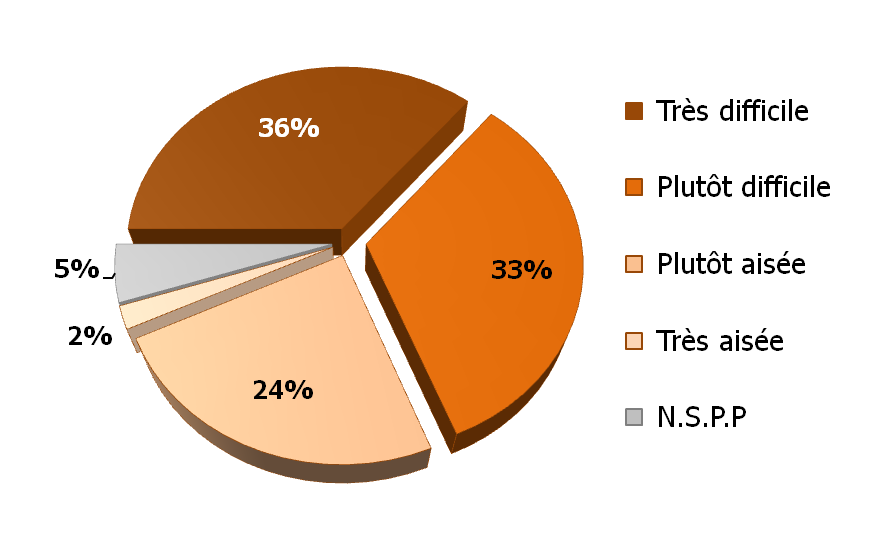 36%
33%
24%
2%
5%
Très difficile
Plutôt difficile
Plutôt aisée
Très aisée
N.S.P.P